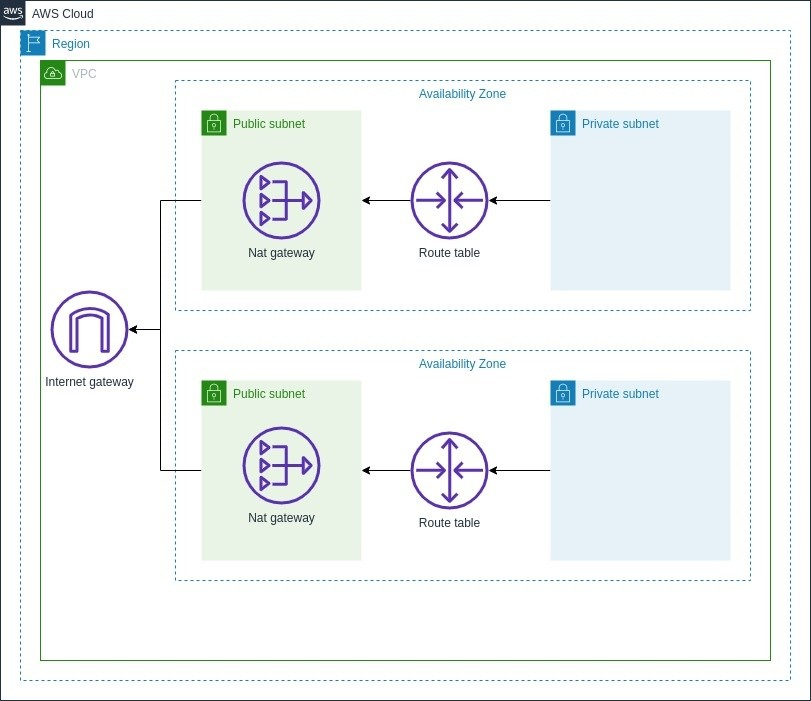 aws
AWS Cloud
Region
VPC
Availability Zone
Public subnet
Private subnet
Nat gateway
Route table
Internet gateway
Availability Zone
Public subnet
Private subnet
Nat gateway
Route table